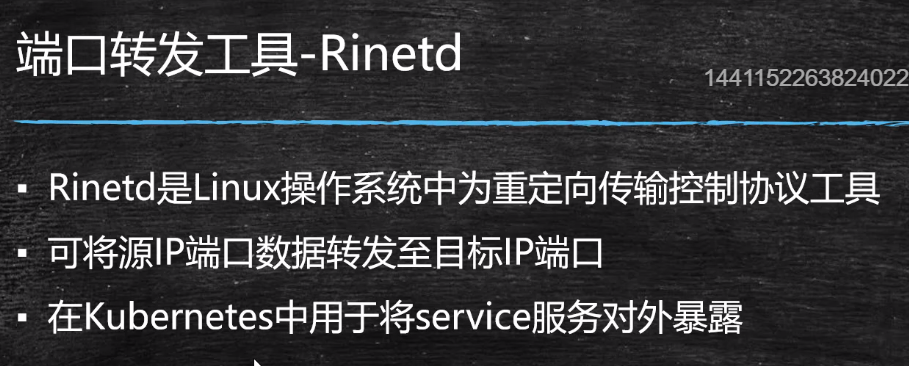 端口转发工具-Rinetd
1441152263824022
▪ Rinetd是Linux操作系统中为重定向传输控制协议工具
▪ 可将源IP端口数据转发至目标IP端口
▪ 在Kubernetes中用于将service服务对外暴露